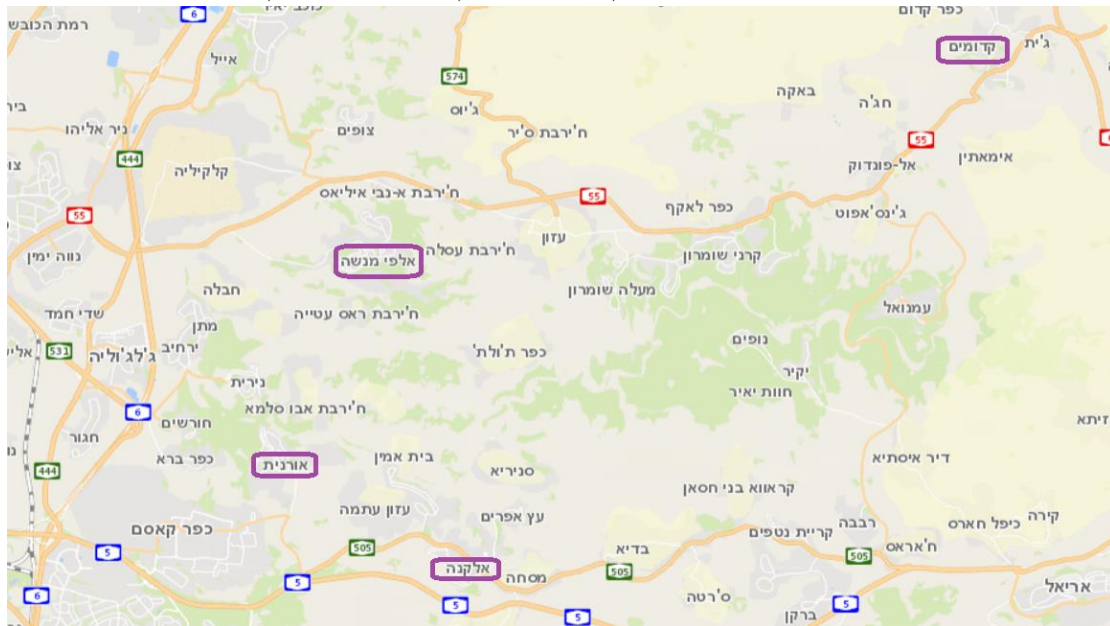 6
כפר קדום
רמת הכובש
קדומים
ג'ית
אייל
574
באקה
חג'ה
ג'יוס
צופים
ח'ירבת ס'יר
ניר אליהו
55
444
אימאתין
אל-פונדוק
קלקיליה
ח'ירבת א-נבי איליאס
55
כפר לאקף
ג'ינס'אפוט
55
עזון
ח'ירבת עסלה
קרני שומרון
נווה ימין
אלפי מנשה
חבלה
מעלה שומרון
עמנואל
שדי חמד
ח'ירבת ראס עטייה
מתן
נופים
531
ג'לג'וליה
ירחיב
כפר ת'ולת'
יקיר
נירית
חוות יאיר
6
ח'ירבת אבו סלמא
זיתא
חורשים
חגור
כפר ברא
אורנית
בית אמין
סניריא
דיר איסתיא
444
קראווא בני חסאן
עזון עתמה
עץ אפרים
כפר קאסם
קירה
כיפל חארס
רבבה
קריית נטפים
505
5
בדיא
ח'אראס
505
אלקנה
מסחה
505
5
אריאל
6
ס'רטה
5
5
ברקן
5